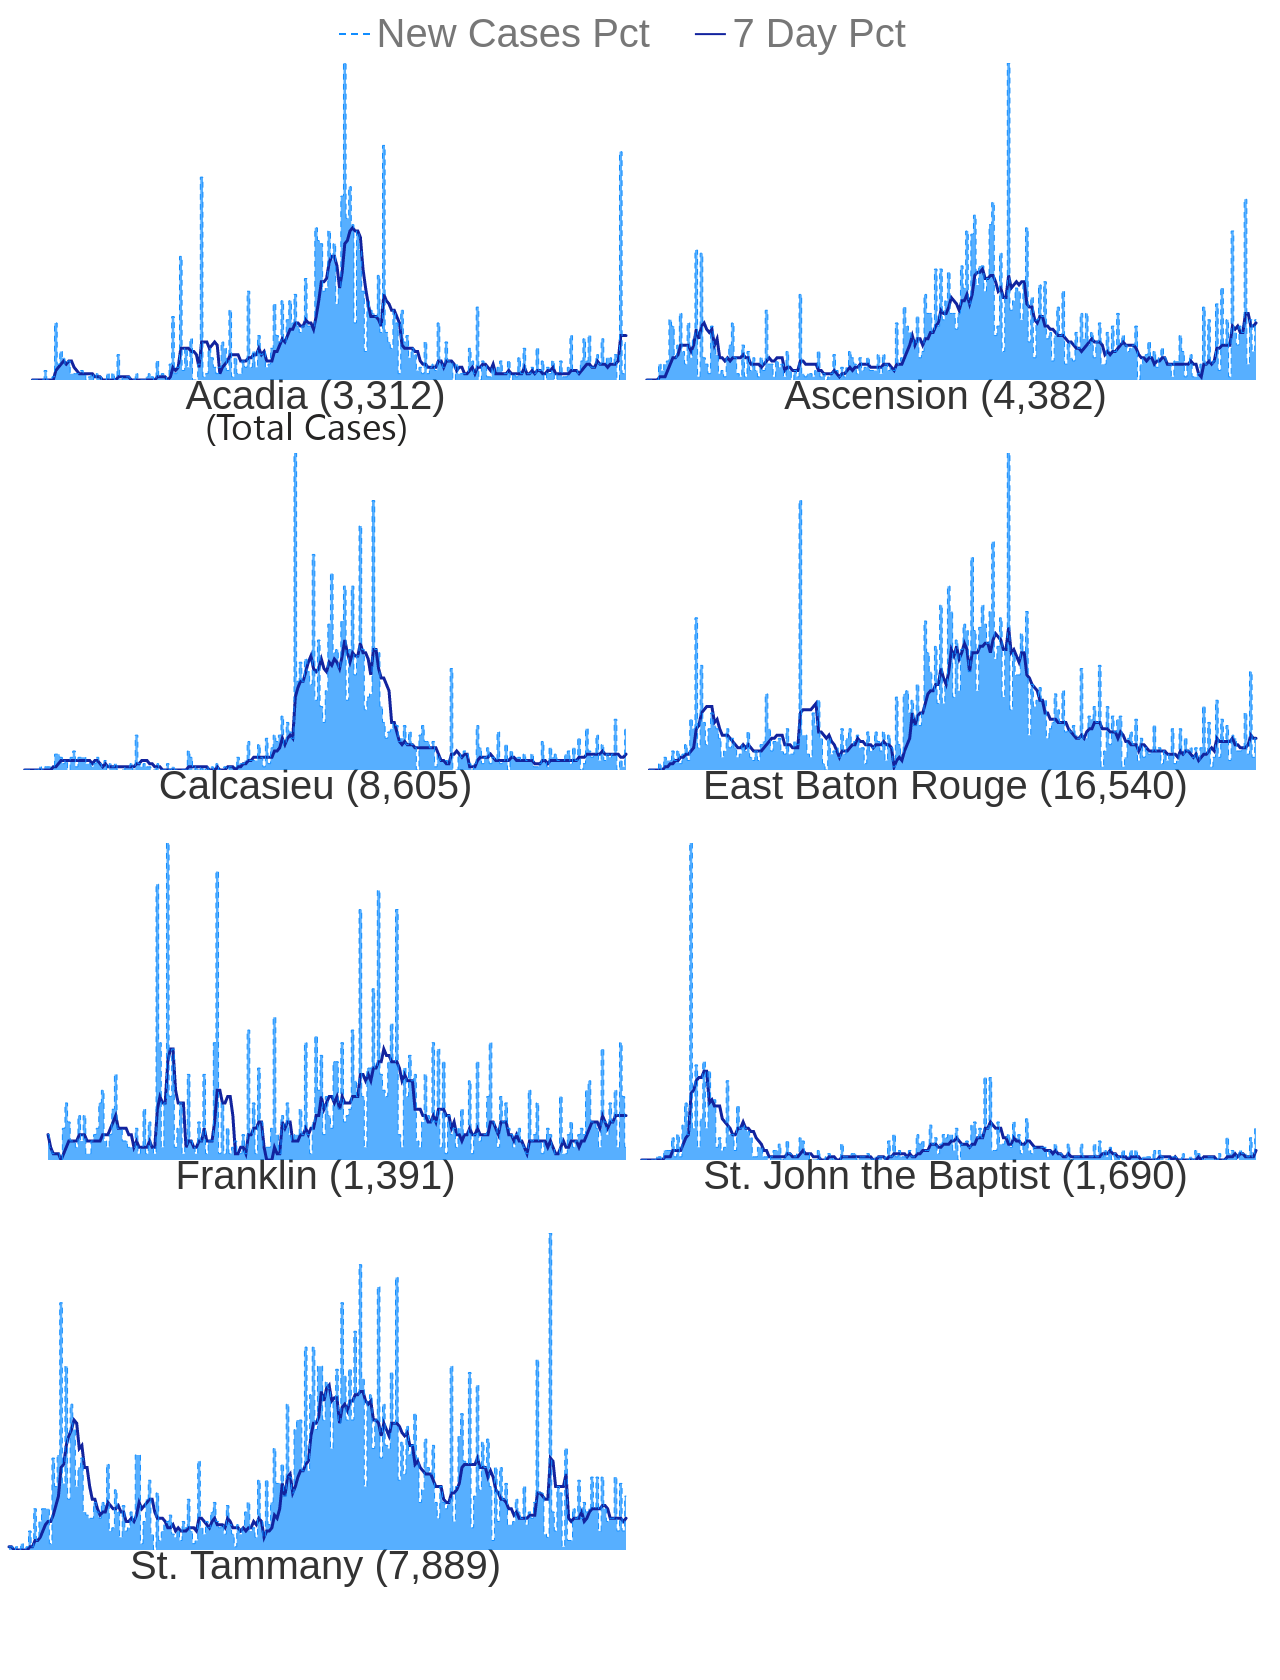 New Cases Pct 7 Day Pct
Acadia (3,312)
(Total Cases)
Ascension (4,382)
Calcasieu (8,605)
East Baton Rouge (16,540)
Franklin (1,391)
St. John the Baptist (1,690)
St. Tammany (7,889)